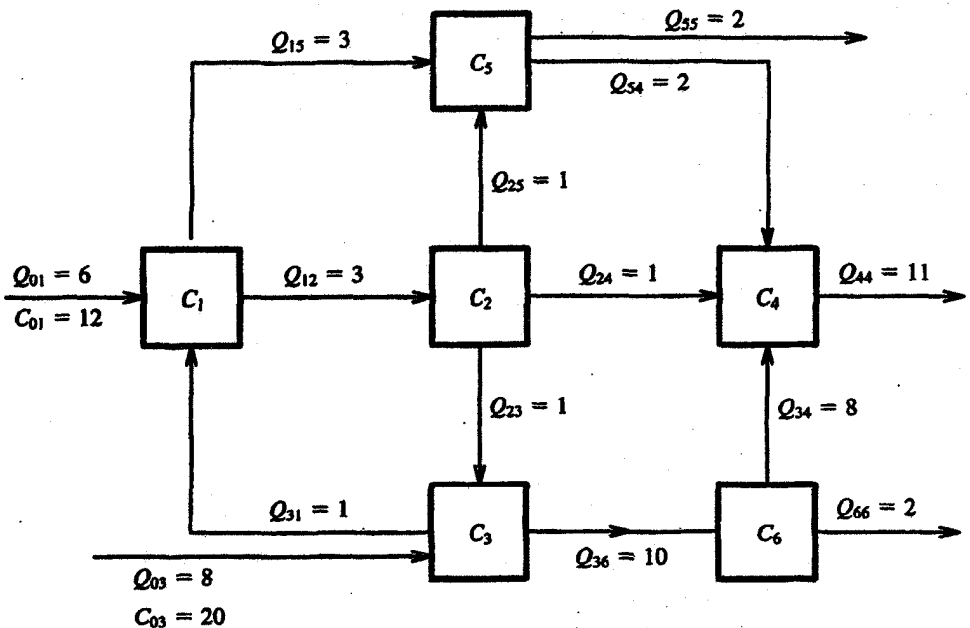 Q₅₅ = 2
Q₁₅ = 3
C₅
Q₅₄ = 2
Q₂₅ = 1
Q₀₁ = 6
C₀₁ = 12
C₁
Q₁₂ = 3
C₂
Q₂₄ = 1
C₄
Q₄₄ = 11
Q₂₃ = 1
Q₃₄ = 8
Q₃₁ = 1
C₃
Q₃₆ = 10
C₆
Q₆₆ = 2
Q₀₃ = 8
C₀₃ = 20